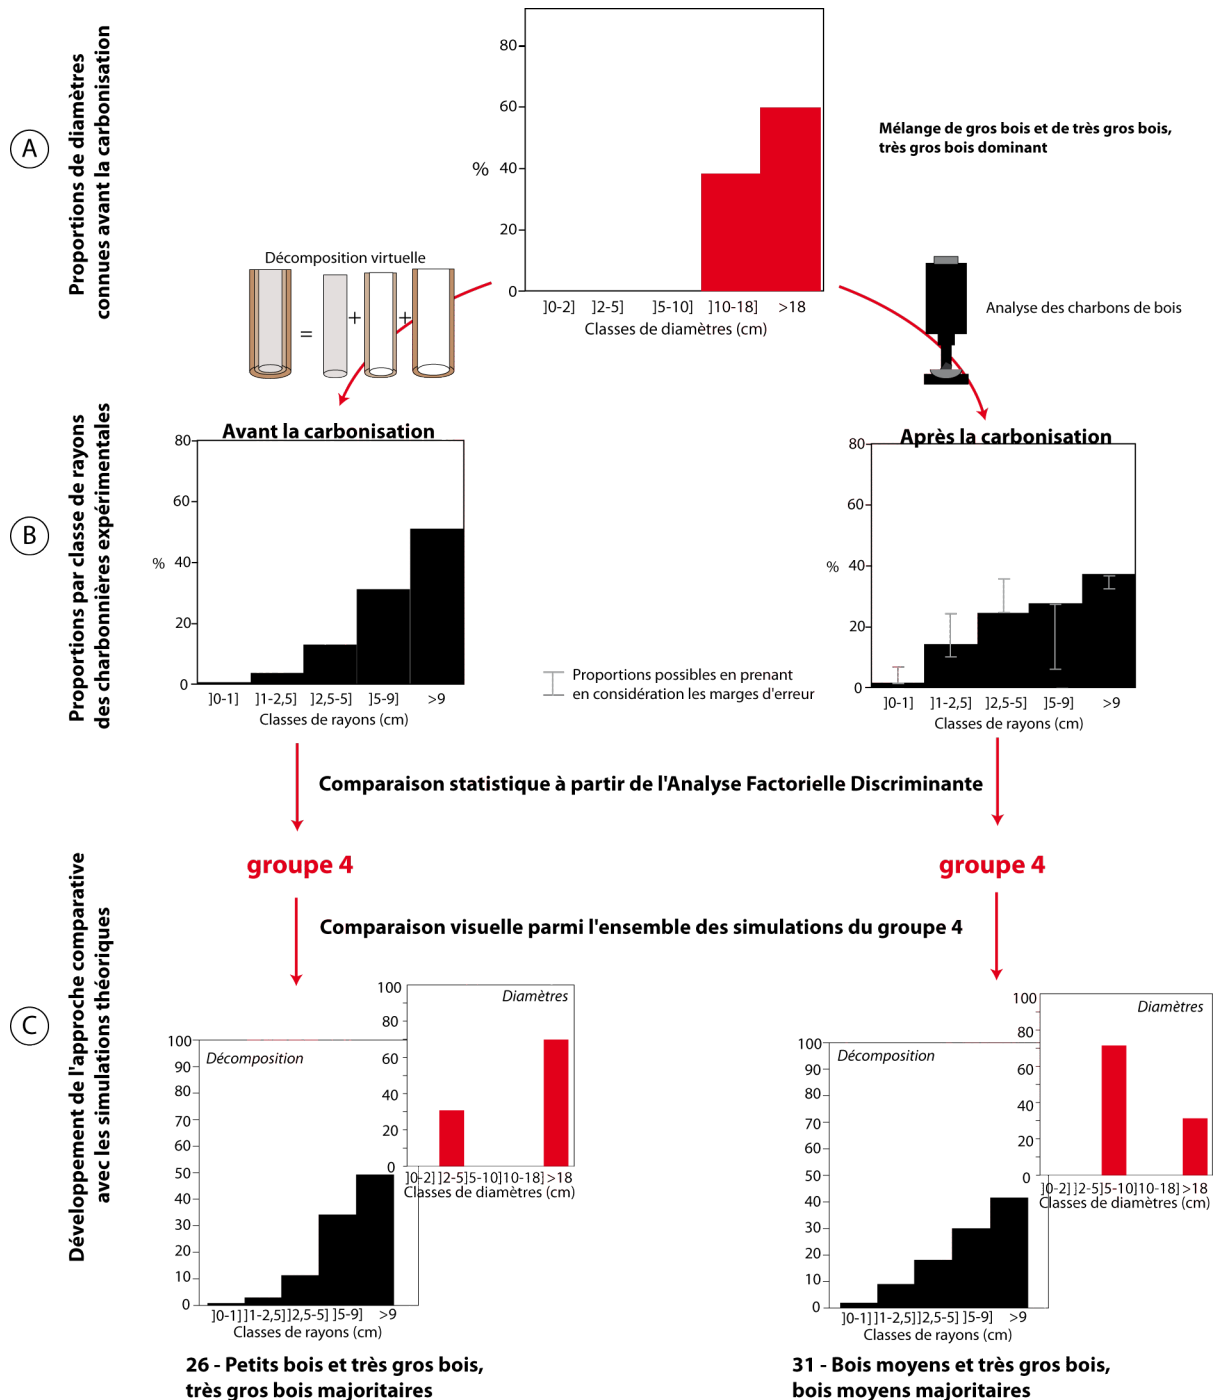 A
Proportions de diamètres
connues avant la carbonisation
80
60
40
20
0
%
]0-2] ]2-5] ]5-10] ]10-18] >18
Classes de diamètres (cm)
Mélange de gros bois et de très gros bois,
très gros bois dominant
Décomposition virtuelle
= + +
Analyse des charbons de bois
B
Proportions par classe de rayons
des charbonnières expérimentales
Avant la carbonisation
80
60
40
20
0
%
]0-1] ]1-2,5] ]2,5-5] ]5-9] >9
Classes de rayons (cm)
Proportions possibles en prenant
en considération les marges d'erreur
Après la carbonisation
80
60
40
20
0
%
]0-1] ]1-2,5] ]2,5-5] ]5-9] >9
Classes de rayons (cm)
Comparaison statistique à partir de l'Analyse Factorielle Discriminante
groupe 4
groupe 4
Comparaison visuelle parmi l'ensemble des simulations du groupe 4
C
Développement de l'approche comparative
avec les simulations théoriques
Décomposition
100
90
80
70
60
50
40
30
20
10
0
]0-1] ]1-2,5] ]2,5-5] ]5-9] >9
Classes de rayons (cm)
Diamètres
100
80
60
40
20
0
]0-2] ]2-5]5-10] ]10-18] >18
Classes de diamètres (cm)
26 - Petits bois et très gros bois,
très gros bois majoritaires
Décomposition
100
90
80
70
60
50
40
30
20
10
0
]0-1] ]1-2,5] ]2,5-5] ]5-9] >9
Classes de rayons (cm)
Diamètres
100
80
60
40
20
0
]0-2] ]2-5]5-10] ]10-18] >18
Classes de diamètres (cm)
31 - Bois moyens et très gros bois,
bois moyens majoritaires